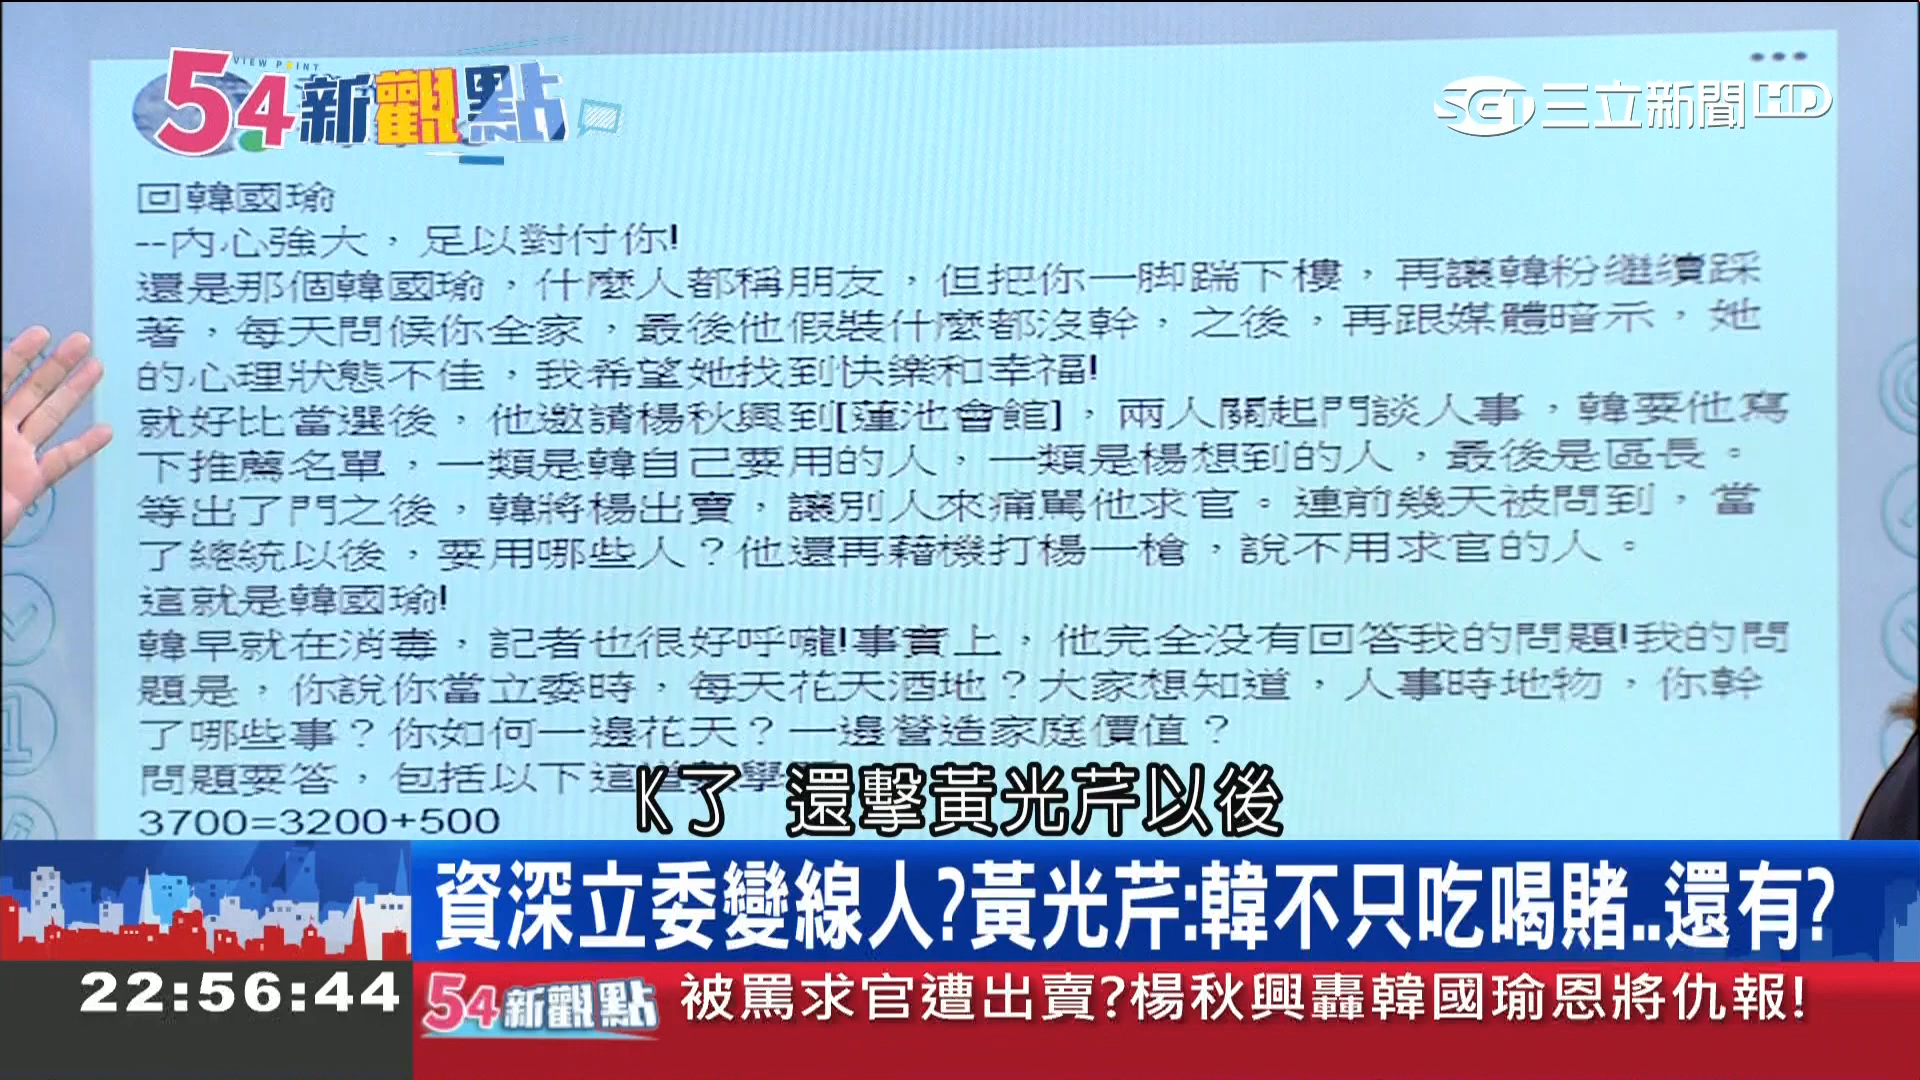 VIEW POINT
54新觀點
SET三立新聞HD
回韓國瑜
--內心強大，足以對付你!
還是那個韓國瑜，什麼人都稱朋友，但把你一脚踹下樓，再讓韓粉继續踩
著，每天問候你全家，最後他假裝什麼都沒幹，之後，再跟媒體暗示，她
的心理狀態不佳，我希望她找到快樂和幸福!
就好比當選後，他邀請楊秋興到[蓮池會館]，兩人關起門談人事，韓要他寫
下推薦名單，一類是韓自己要用的人，一類是楊想到的人，最後是區長。
等出了門之後，韓將楊出賣，讓別人來痛罵他求官。連前幾天被問到，當
了總統以後，要用哪些人？他還再藉機打楊一槍，說不用求官的人。
這就是韓國瑜!
韓早就在消毒，記者也很好呼嚨!事實上，他完全没有回答我的問題!我的問
題是，你說你當立委時，每天花天酒地？大家想知道，人事時地物，你幹
了哪些事？你如何一邊花天？一邊營造家庭價值？
問題要答，包括以下這道數學
3700=3200+500
K了 還擊黃光芹以後
資深立委變線人?黃光芹:韓不只吃喝賭..還有?
22:56:44
54新觀點
被罵求官遭出賣?楊秋興轟韓國瑜恩將仇報!